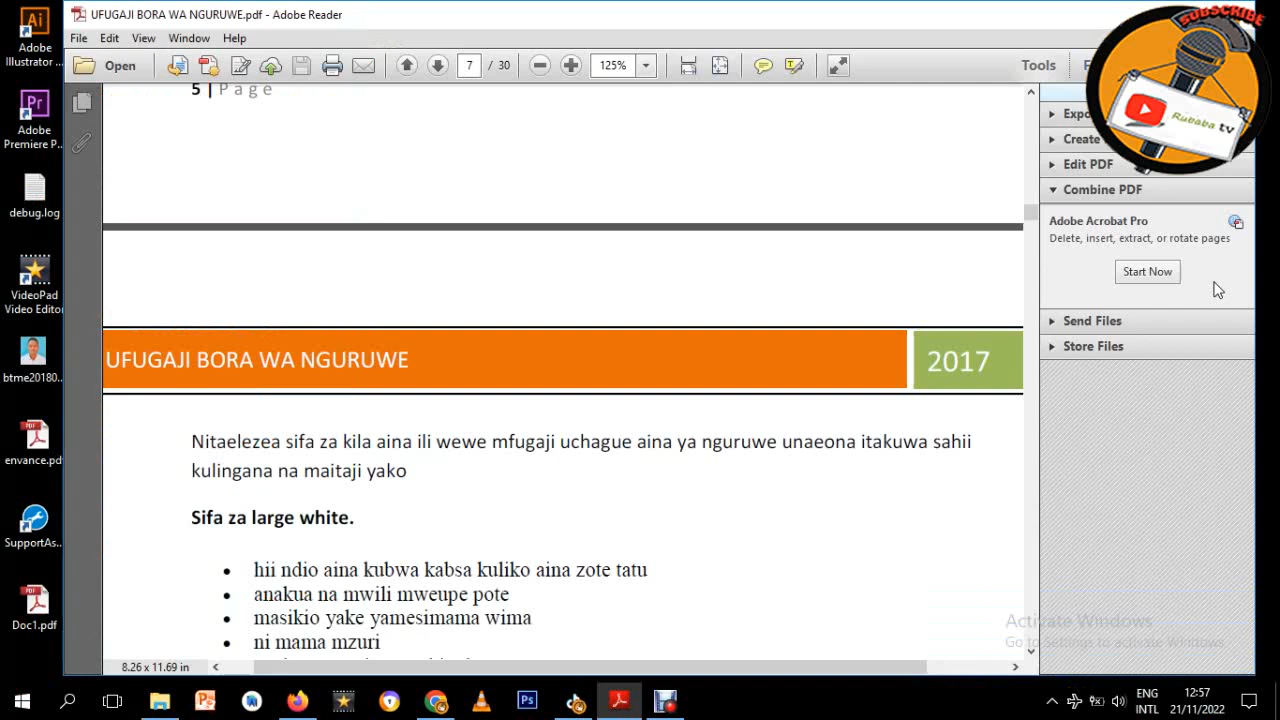 UFUGAJI BORA WA NGURUWE.pdf - Adobe Reader
SUBSCRIBE
Rubaba tv
File Edit View Window Help
Open 7 / 30 125% Tools
5 | P a g e
Create
Edit PDF
Combine PDF
Adobe Acrobat Pro
Delete, insert, extract, or rotate pages
Start Now
Send Files
Store Files
UFUGAJI BORA WA NGURUWE 2017
Nitaelezea sifa za kila aina ili wewe mfugaji uchague aina ya nguruwe unaeona itakuwa sahii
kulingana na maitaji yako
Sifa za large white.
• hii ndio aina kubwa kabsa kuliko aina zote tatu
• anakua na mwili mweupe pote
• masikio yake yamesimama wima
• ni mama mzuri
Activate Windows
Go to Settings to activate Windows
8.26 x 11.69 in
Adobe
Illustrator ...
Adobe
Premiere P...
debug.log
VideoPad
Video Editor
btme20180...
envance.pdf
SupportAs...
Doc1.pdf
ENG
INTL
12:57
21/11/2022